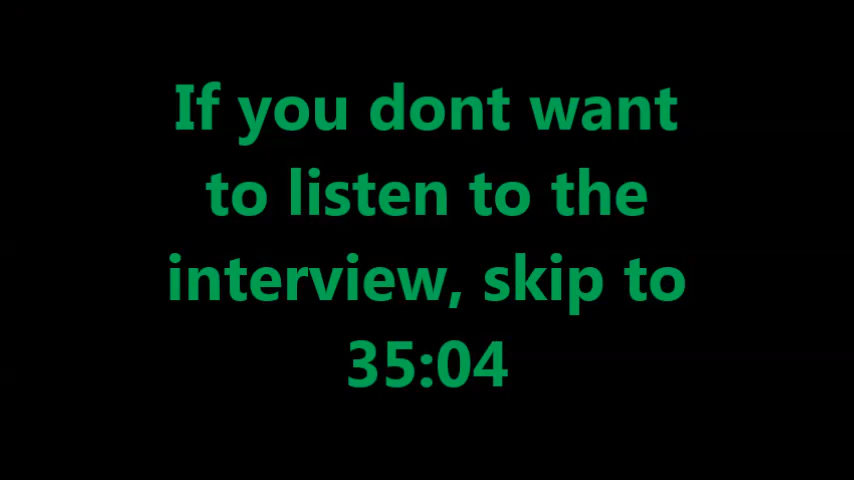 If you dont want
to listen to the
interview, skip to
35:04